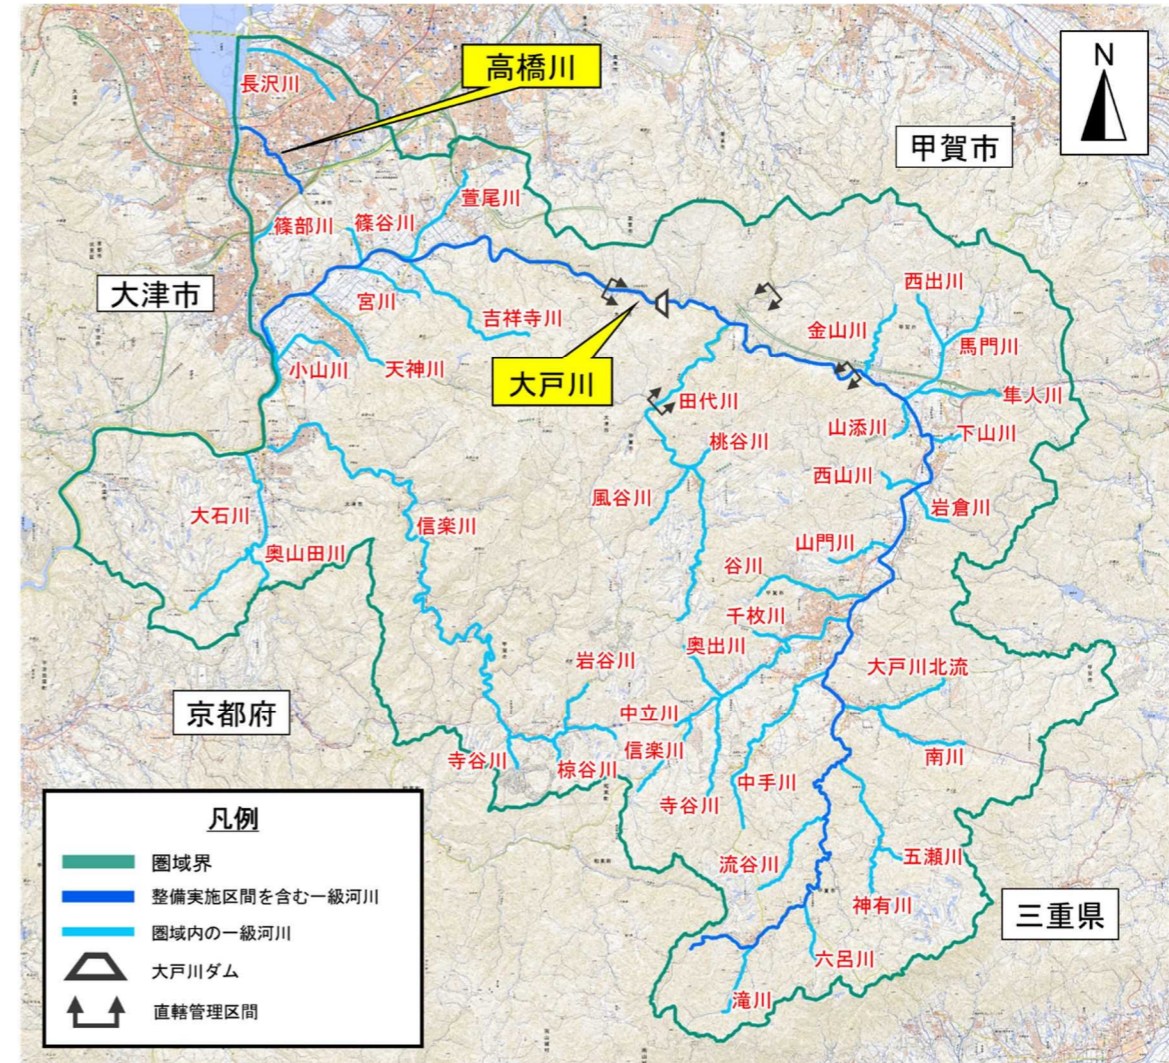 高橋川
N
長沢川
甲賀市
萱尾川
篠部川
篠谷川
大津市
宮川
吉祥寺川
西出川
金山川
馬門川
小山川
天神川
大戸川
田代川
隼人川
山添川
下山川
桃谷川
西山川
大石川
信楽川
風谷川
岩倉川
奥山田川
山門川
谷川
千枚川
奥出川
岩谷川
大戸川北流
京都府
中立川
信楽川
南川
寺谷川
椋谷川
寺谷川
中手川
流谷川
五瀬川
神有川
三重県
六呂川
滝川
凡例
圏域界
整備実施区間を含む一級河川
圏域内の一級河川
大戸川ダム
直轄管理区間